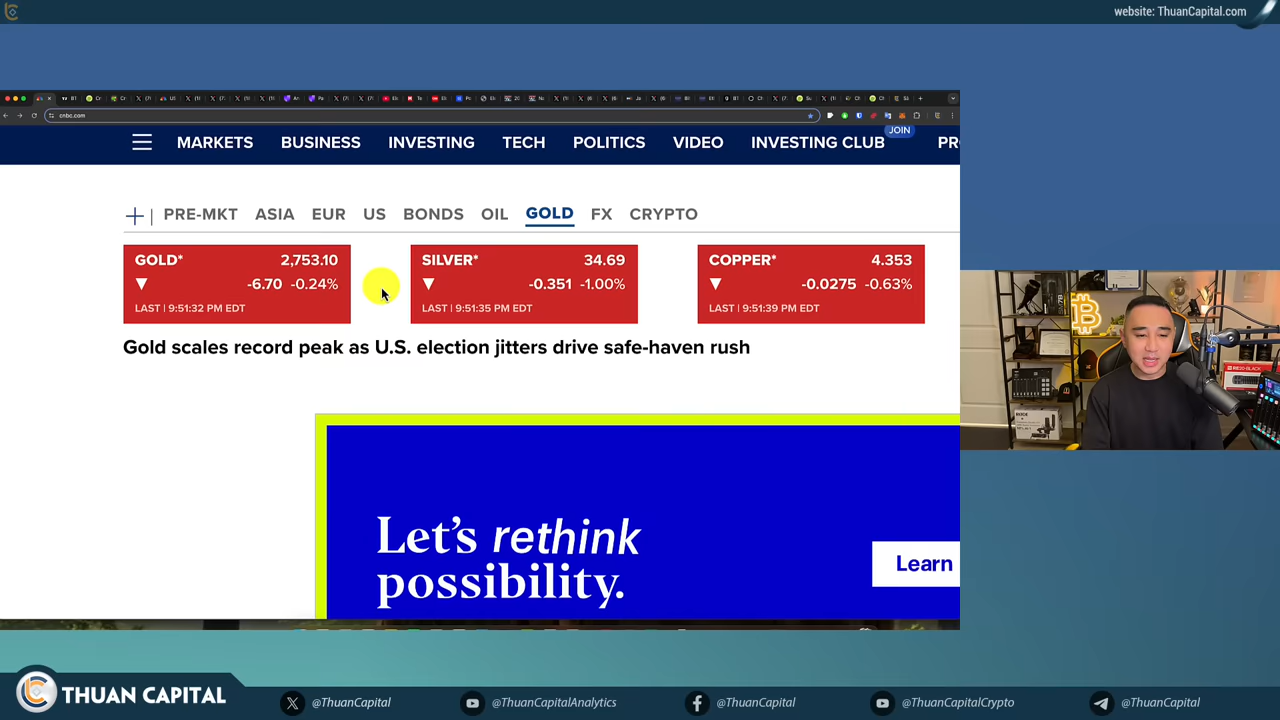 website: ThuanCapital.com
cnbc.com
JOIN
MARKETS BUSINESS INVESTING TECH POLITICS VIDEO INVESTING CLUB PR
PRE-MKT ASIA EUR US BONDS OIL GOLD FX CRYPTO
GOLD* 2,753.10
▼ -6.70 -0.24%
LAST | 9:51:32 PM EDT
SILVER* 34.69
▼ -0.351 -1.00%
LAST | 9:51:35 PM EDT
COPPER* 4.353
▼ -0.0275 -0.63%
LAST | 9:51:39 PM EDT
Gold scales record peak as U.S. election jitters drive safe-haven rush
Let's rethink
possibility.
Learn
THUAN CAPITAL
@ThuanCapital
@ThuanCapitalAnalytics
@ThuanCapital
@ThuanCapitalCrypto
@ThuanCapital